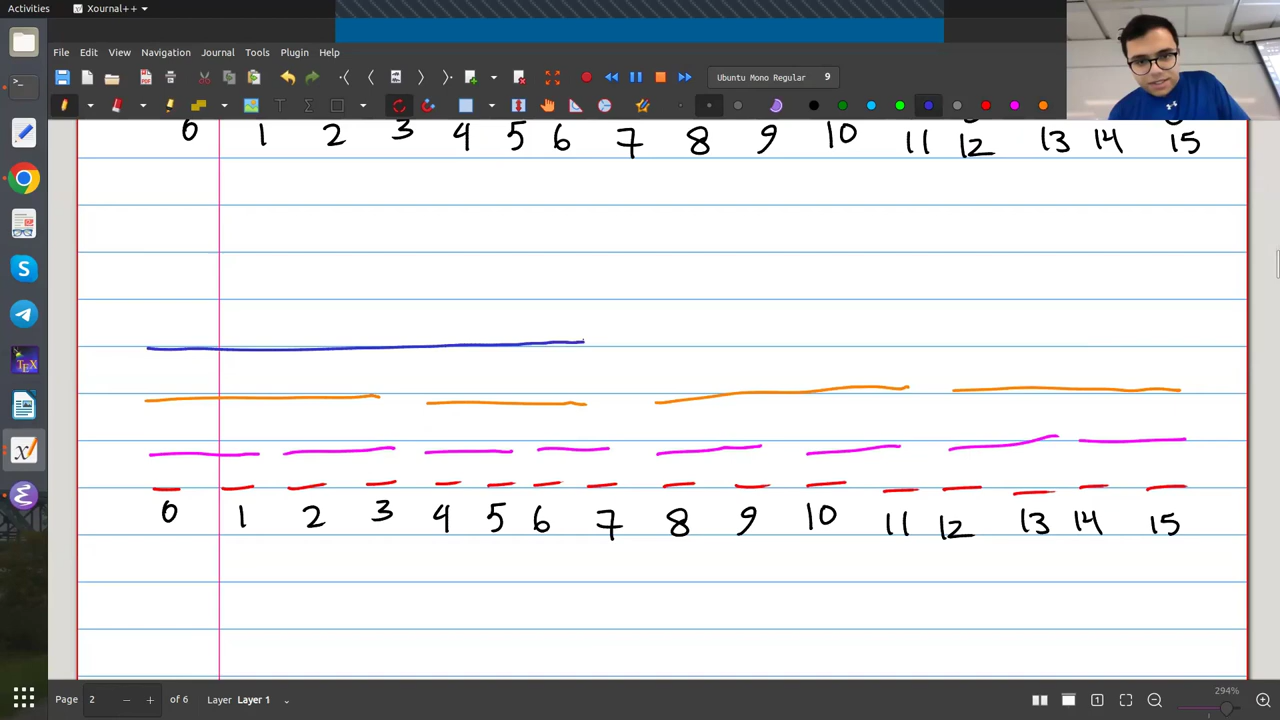 Activities Xournal++
File Edit View Navigation Journal Tools Plugin Help
Ubuntu Mono Regular 9
0 1 2 3 4 5 6 7 8 9 10 11 12 13 14 15
0 1 2 3 4 5 6 7 8 9 10 11 12 13 14 15
Page 2 of 6 Layer Layer 1 294%